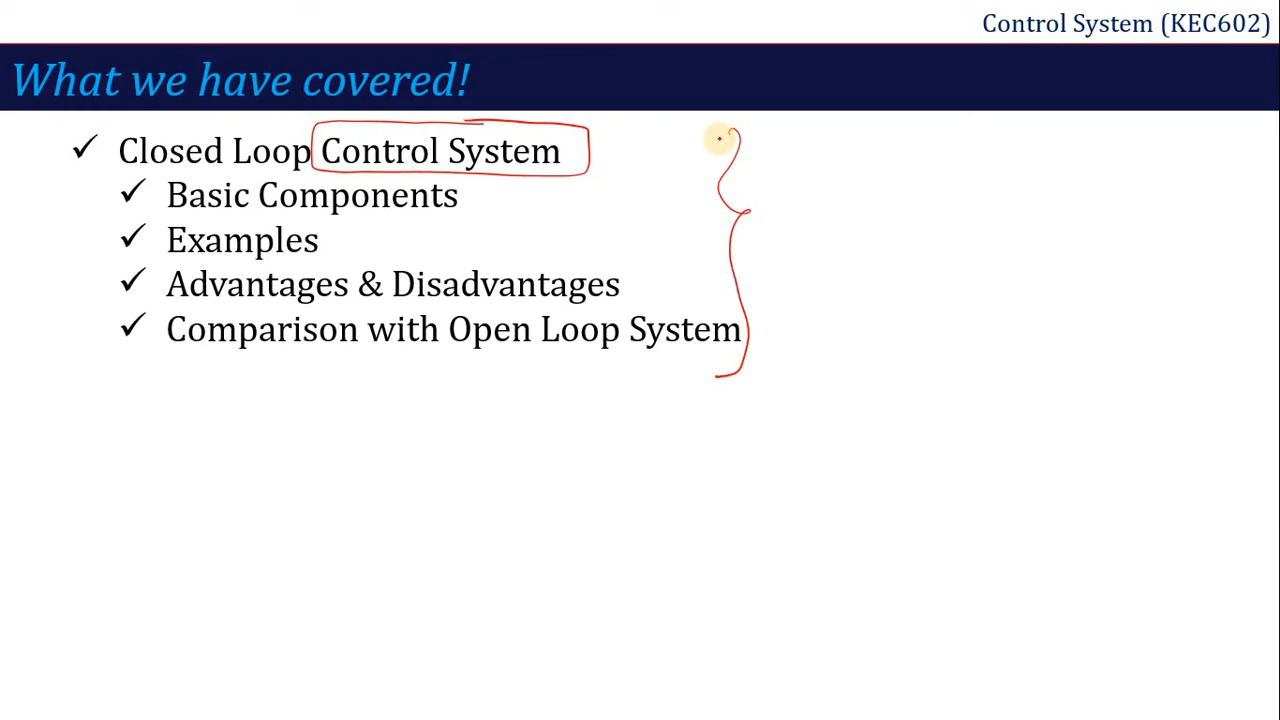 Control System (KEC602)
What we have covered!
✓ Closed Loop Control System
✓ Basic Components
✓ Examples
✓ Advantages & Disadvantages
✓ Comparison with Open Loop System